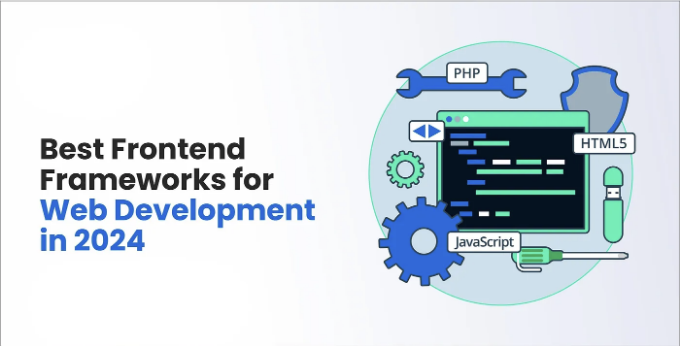 Best Frontend
Frameworks for
Web Development
in 2024
PHP
HTML5
JavaScript